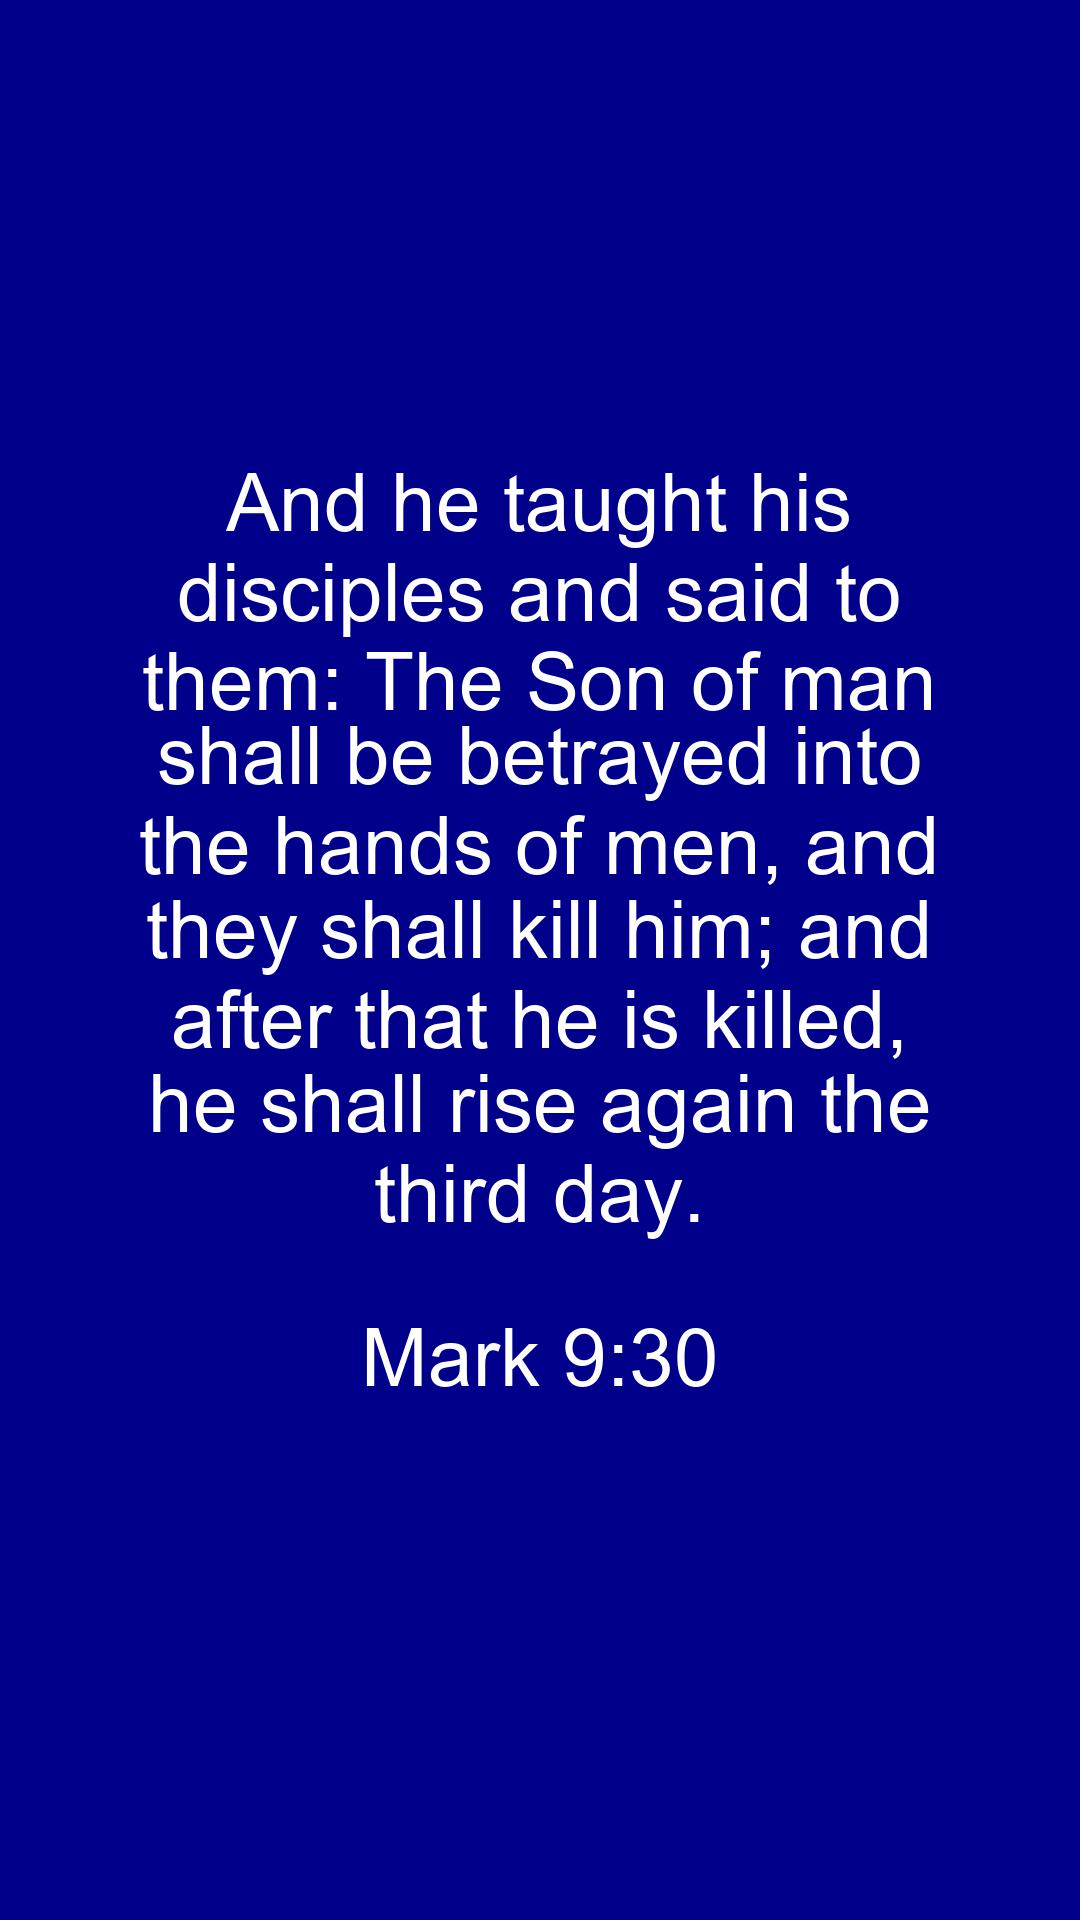 And he taught his
disciples and said to
them: The Son of man
shall be betrayed into
the hands of men, and
they shall kill him; and
after that he is killed,
he shall rise again the
third day.
Mark 9:30